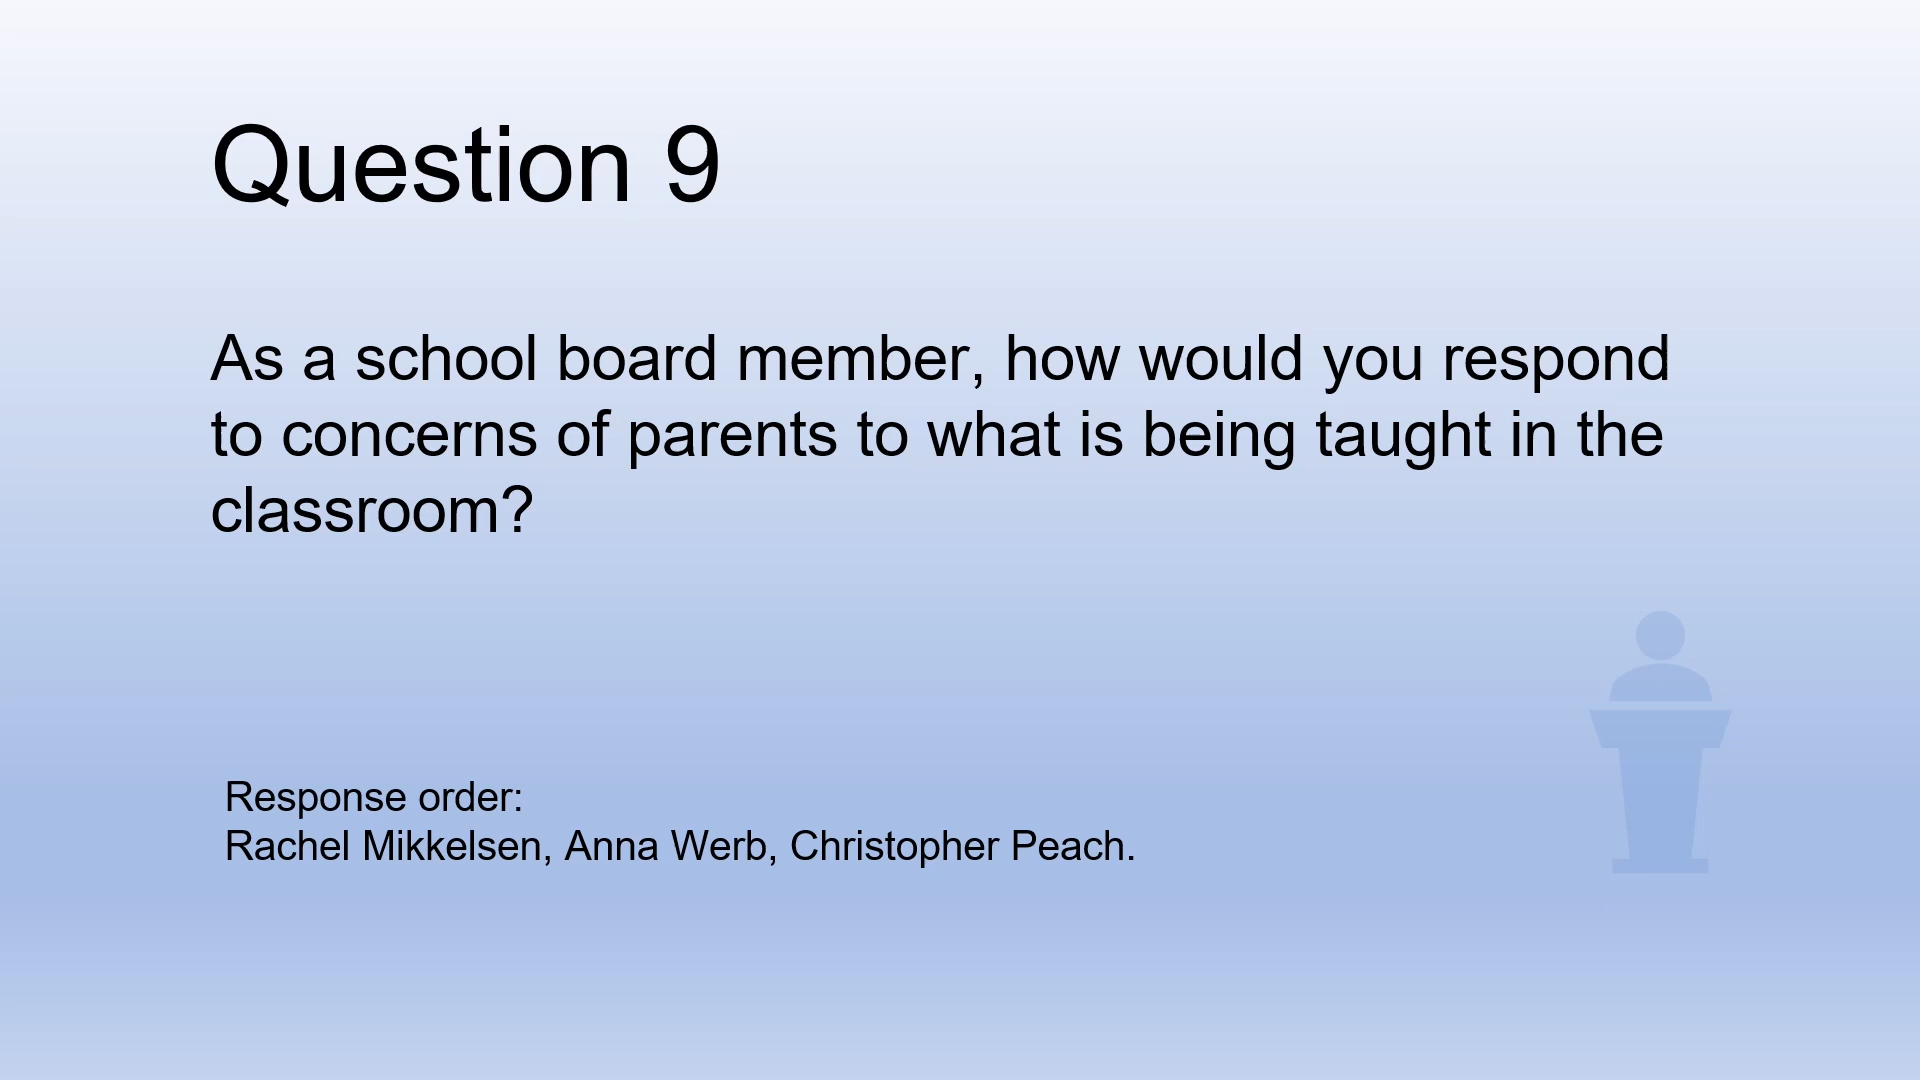 Question 9
As a school board member, how would you respond
to concerns of parents to what is being taught in the
classroom?
Response order:
Rachel Mikkelsen, Anna Werb, Christopher Peach.